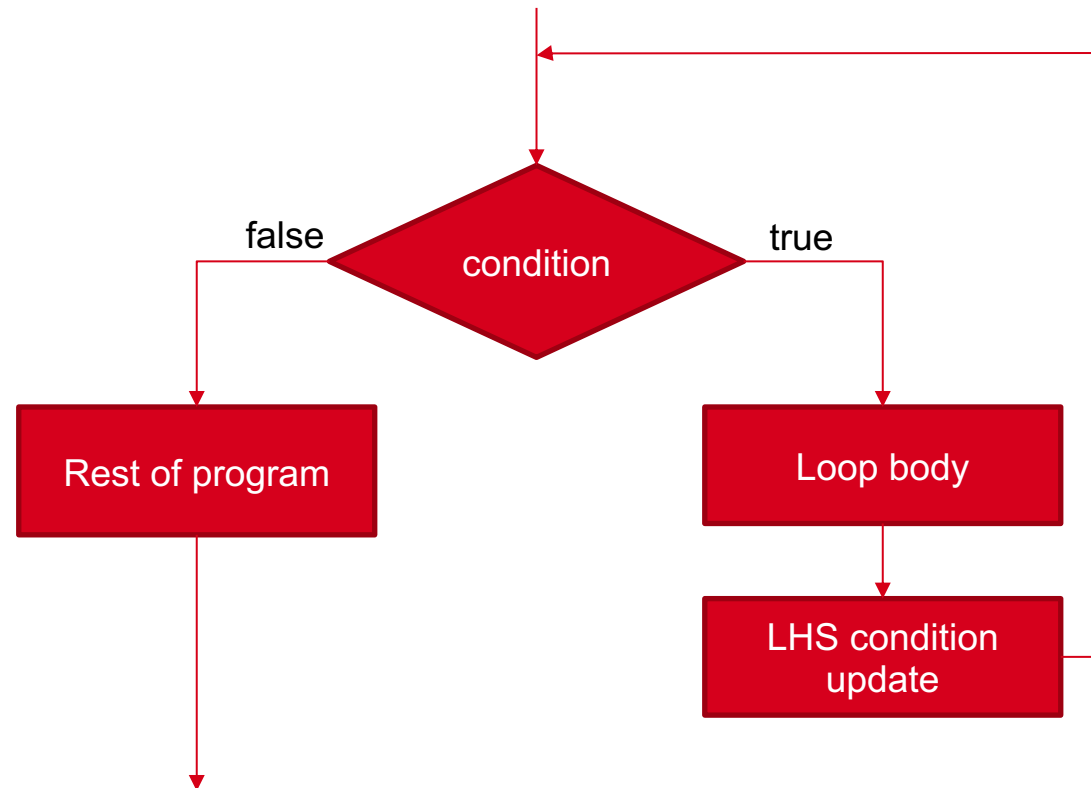 false
true
condition
Rest of program
Loop body
LHS condition
update